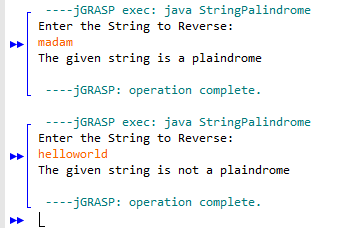 ----jGRASP exec: java StringPalindrome
Enter the String to Reverse:
madam
The given string is a plaindrome
----jGRASP: operation complete.
----jGRASP exec: java StringPalindrome
Enter the String to Reverse:
helloworld
The given string is not a plaindrome
----jGRASP: operation complete.